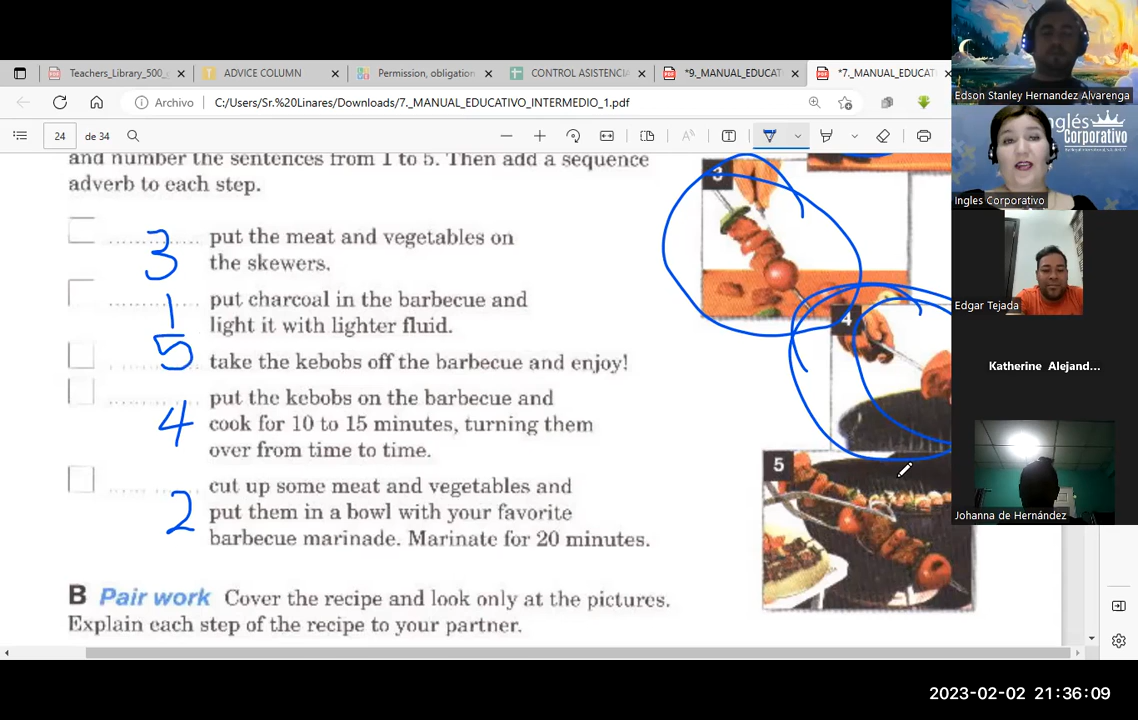 Teachers_Library_500_
ADVICE COLUMN
Permission, obligation
CONTROL ASISTENCIA
*9._MANUAL_EDUCAT
*7._MANUAL_EDUCAT
Archivo
C:/Users/Sr.%20Linares/Downloads/7._MANUAL_EDUCATIVO_INTERMEDIO_1.pdf
24 de 34
and number the sentences from 1 to 5. Then add a sequence
adverb to each step.
3 put the meat and vegetables on
the skewers.
1 put charcoal in the barbecue and
light it with lighter fluid.
5 take the kebobs off the barbecue and enjoy!
4 put the kebobs on the barbecue and
cook for 10 to 15 minutes, turning them
over from time to time.
2 cut up some meat and vegetables and
put them in a bowl with your favorite
barbecue marinade. Marinate for 20 minutes.
B Pair work Cover the recipe and look only at the pictures.
Explain each step of the recipe to your partner.
3
4
5
Edson Stanley Hernandez Alvarenga
Inglés
Corporativo
Ingles Corporativo
Edgar Tejada
Katherine Alejand...
Johanna de Hernández
2023-02-02 21:36:09